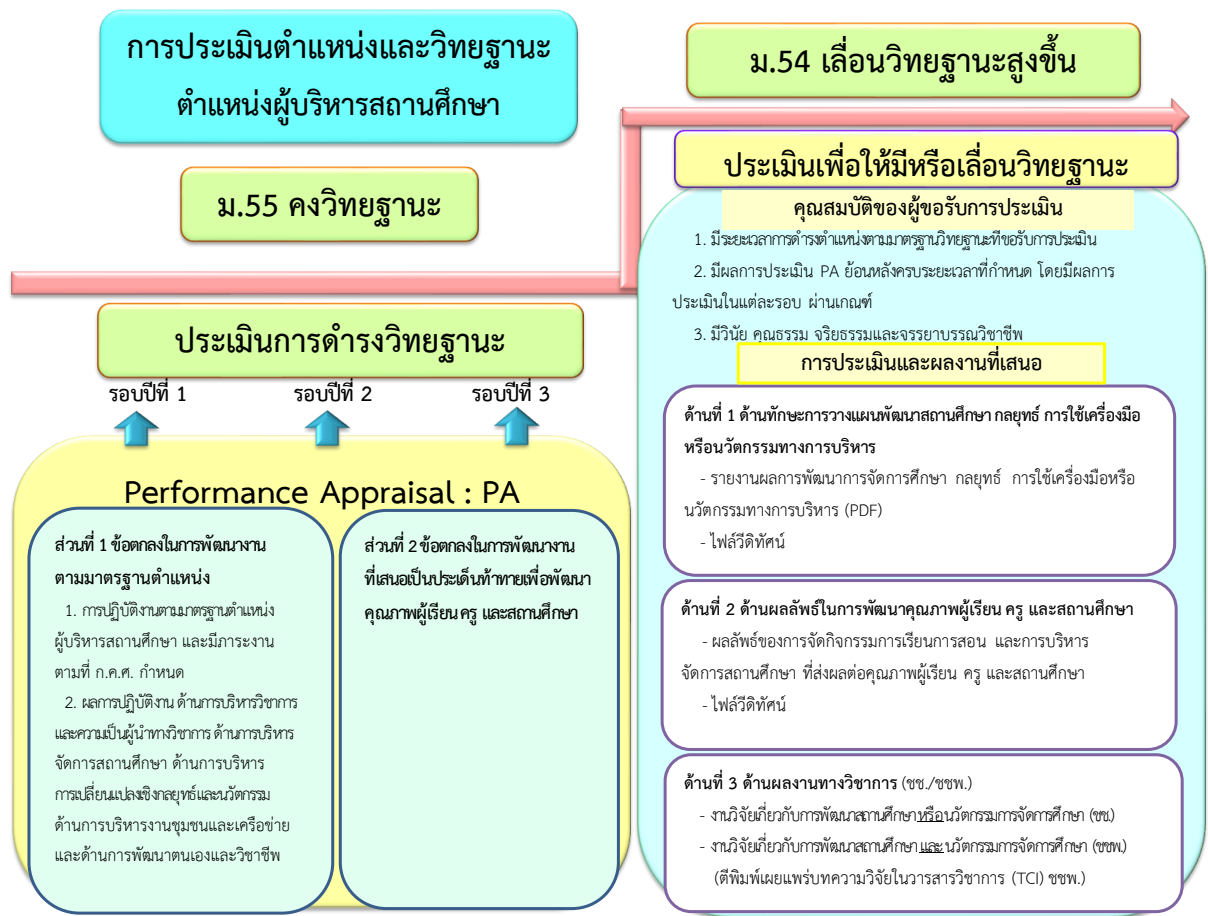 การประเมินตำแหน่งและวิทยฐานะ
ตำแหน่งผู้บริหารสถานศึกษา
ม.55 คงวิทยฐานะ
ประเมินการดำรงวิทยฐานะ
รอบปีที่ 1
รอบปีที่ 2
รอบปีที่ 3
Performance Appraisal : PA
ส่วนที่ 1 ข้อตกลงในการพัฒนางาน
ตามมาตรฐานตำแหน่ง
1. การปฏิบัติงานตามมาตรฐานตำแหน่ง
ผู้บริหารสถานศึกษา และมีภาระงาน
ตามที่ ก.ค.ศ. กำหนด
2. ผลการปฏิบัติงาน ด้านการบริหารวิชาการ
และความเป็นผู้นำทางวิชาการ ด้านการบริหาร
จัดการสถานศึกษา ด้านการบริหาร
การเปลี่ยนแปลงเชิงกลยุทธ์และนวัตกรรม
ด้านการบริหารงานชุมชนและเครือข่าย
และด้านการพัฒนาตนเองและวิชาชีพ
ส่วนที่ 2 ข้อตกลงในการพัฒนางาน
ที่เสนอเป็นประเด็นท้าทายเพื่อพัฒนา
คุณภาพผู้เรียน ครู และสถานศึกษา
ม.54 เลื่อนวิทยฐานะสูงขึ้น
ประเมินเพื่อให้มีหรือเลื่อนวิทยฐานะ
คุณสมบัติของผู้ขอรับการประเมิน
1. มีระยะเวลาการดำรงตำแหน่งตามมาตรฐานวิทยฐานะที่ขอรับการประเมิน
2. มีผลการประเมิน PA ย้อนหลังครบระยะเวลาที่กำหนด โดยมีผลการ
ประเมินในแต่ละรอบ ผ่านเกณฑ์
3. มีวินัย คุณธรรม จริยธรรมและจรรยาบรรณวิชาชีพ
การประเมินและผลงานที่เสนอ
ด้านที่ 1 ด้านทักษะการวางแผนพัฒนาสถานศึกษา กลยุทธ์ การใช้เครื่องมือ
หรือนวัตกรรมทางการบริหาร
- รายงานผลการพัฒนาการจัดการศึกษา กลยุทธ์ การใช้เครื่องมือหรือ
นวัตกรรมทางการบริหาร (PDF)
- ไฟล์วีดิทัศน์
ด้านที่ 2 ด้านผลลัพธ์ในการพัฒนาคุณภาพผู้เรียน ครู และสถานศึกษา
- ผลลัพธ์ของการจัดกิจกรรมการเรียนการสอน และการบริหาร
จัดการสถานศึกษา ที่ส่งผลต่อคุณภาพผู้เรียน ครู และสถานศึกษา
- ไฟล์วีดิทัศน์
ด้านที่ 3 ด้านผลงานทางวิชาการ (ชช./ชชพ.)
- งานวิจัยเกี่ยวกับการพัฒนาสถานศึกษาหรือนวัตกรรมการจัดการศึกษา (ชช.)
- งานวิจัยเกี่ยวกับการพัฒนาสถานศึกษา และ นวัตกรรมการจัดการศึกษา (ชชพ.)
(ตีพิมพ์เผยแพร่บทความวิจัยในวารสารวิชาการ (TCI) ชชพ.)